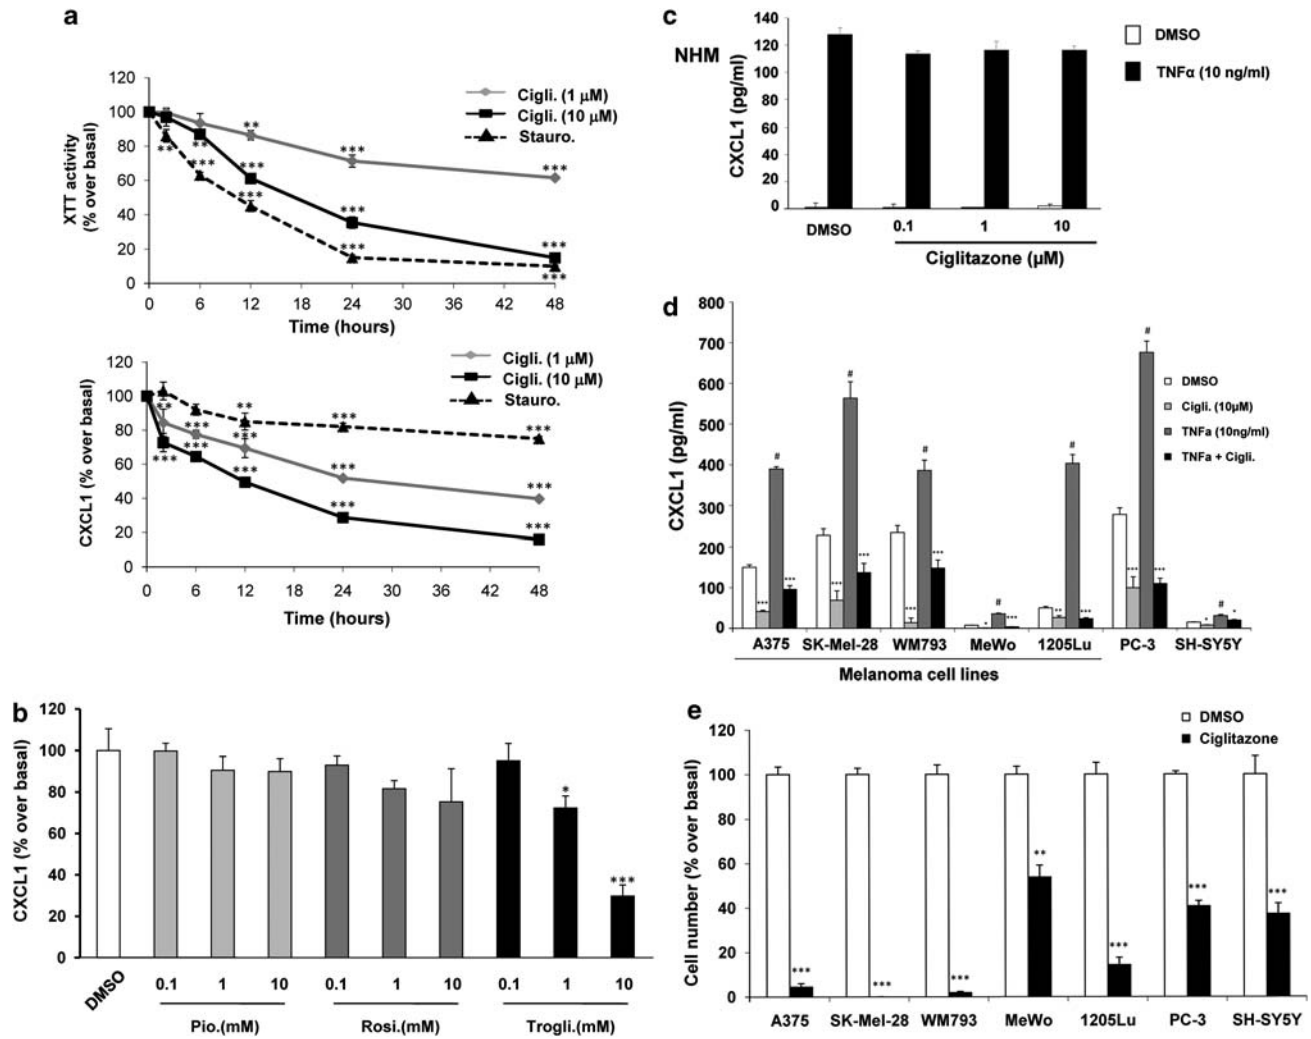 a
120
100
80
60
40
20
0
XTT activity
(% over basal)
Cigli. (1 μM)
Cigli. (10 μM)
Stauro.
**
**
**
***
***
***
***
***
***
***
***
***
0 6 12 18 24 30 36 42 48
Time (hours)
120
100
80
60
40
20
0
CXCL1 (% over basal)
Cigli. (1 μM)
Cigli. (10 μM)
Stauro.
**
***
***
***
**
***
***
***
***
***
***
***
***
0 6 12 18 24 30 36 42 48
Time (hours)
b
120
100
80
60
40
20
0
CXCL1 (% over basal)
*
***
DMSO
0.1 1 10 0.1 1 10 0.1 1 10
Pio.(mM) Rosi.(mM) Trogli.(mM)
c
NHM
140
120
100
80
60
40
20
0
CXCL1
(pg/ml)
DMSO
TNFα (10 ng/ml)
DMSO 0.1 1 10
Ciglitazone (μM)
d
800
700
600
500
400
300
200
100
0
CXCL1 (pg/ml)
DMSO
Cigli. (10μM)
TNFa (10ng/ml)
TNFa + Cigli.
*** # ***
*** # ***
*** # ***
* # ***
** # ***
*** # ***
* # *
A375 SK-Mel-28 WM793 MeWo 1205Lu PC-3 SH-SY5Y
Melanoma cell lines
e
120
100
80
60
40
20
0
Cell number (% over basal)
DMSO
Ciglitazone
*** *** *** ** *** *** ***
A375 SK-Mel-28 WM793 MeWo 1205Lu PC-3 SH-SY5Y